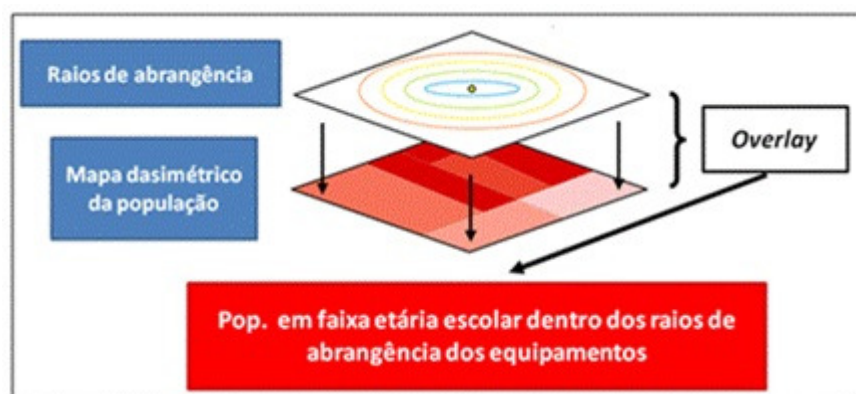 Raios de abrangência
Mapa dasimétrico
da população
Overlay
Pop. em faixa etária escolar dentro dos raios de
abrangência dos equipamentos